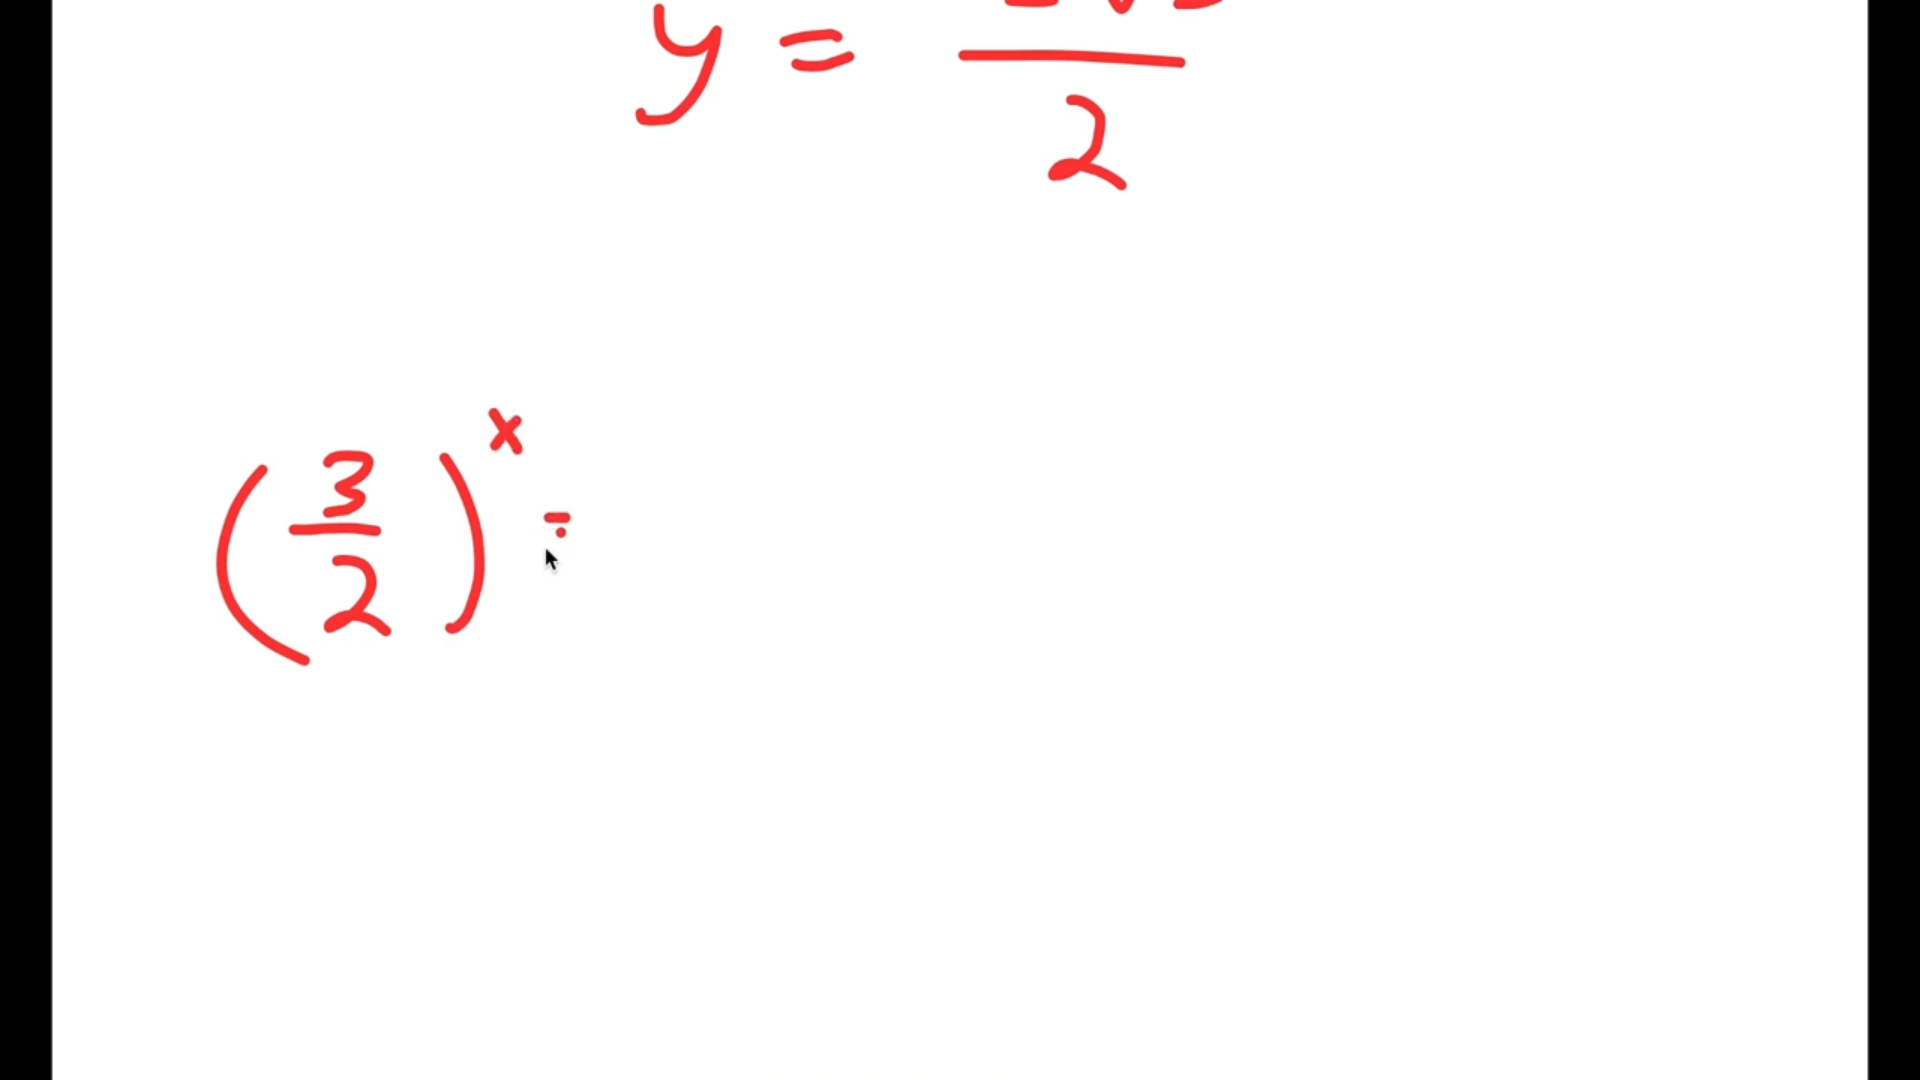 y = ―/2
(3/2)^x =